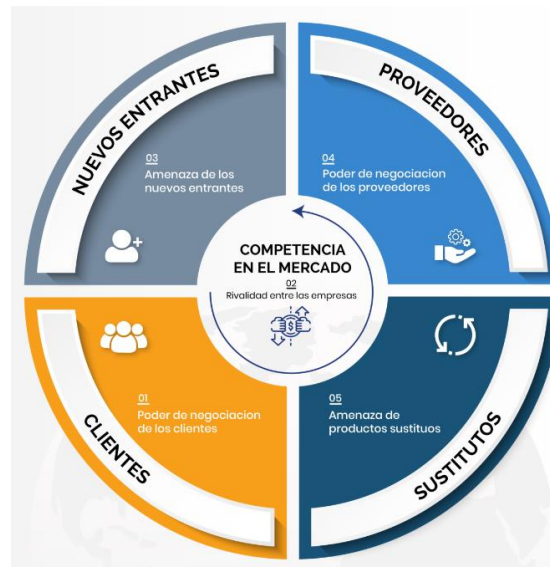 NUEVOS ENTRANTES
03
Amenaza de los
nuevos entrantes
PROVEEDORES
04
Poder de negociacion
de los proveedores
COMPETENCIA
EN EL MERCADO
02
Rivalidad entre las empresas
$
CLIENTES
01
Poder de negociacion
de los clientes
SUSTITUTOS
05
Amenaza de
productos sustituos